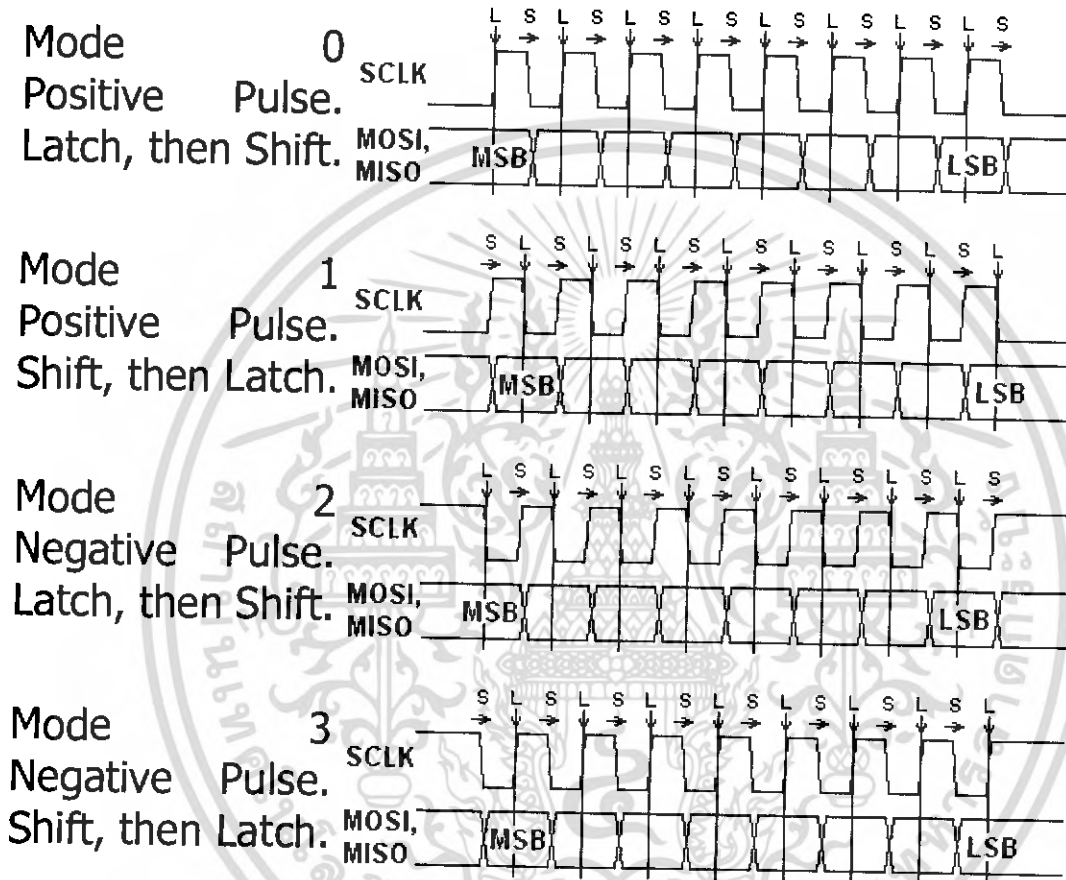 L S L S L S L S L S L S L S L S
Mode 0
SCLK
Positive Pulse.
Latch, then Shift.
MOSI,
MISO
MSB LSB
S L S L S L S L S L S L S L S L
Mode 1
SCLK
Positive Pulse.
Shift, then Latch.
MOSI,
MISO
MSB LSB
L S L S L S L S L S L S L S L S
Mode 2
SCLK
Negative Pulse.
Latch, then Shift.
MOSI,
MISO
MSB LSB
S L S L S L S L S L S L S L S L
Mode 3
SCLK
Negative Pulse.
Shift, then Latch.
MOSI,
MISO
MSB LSB